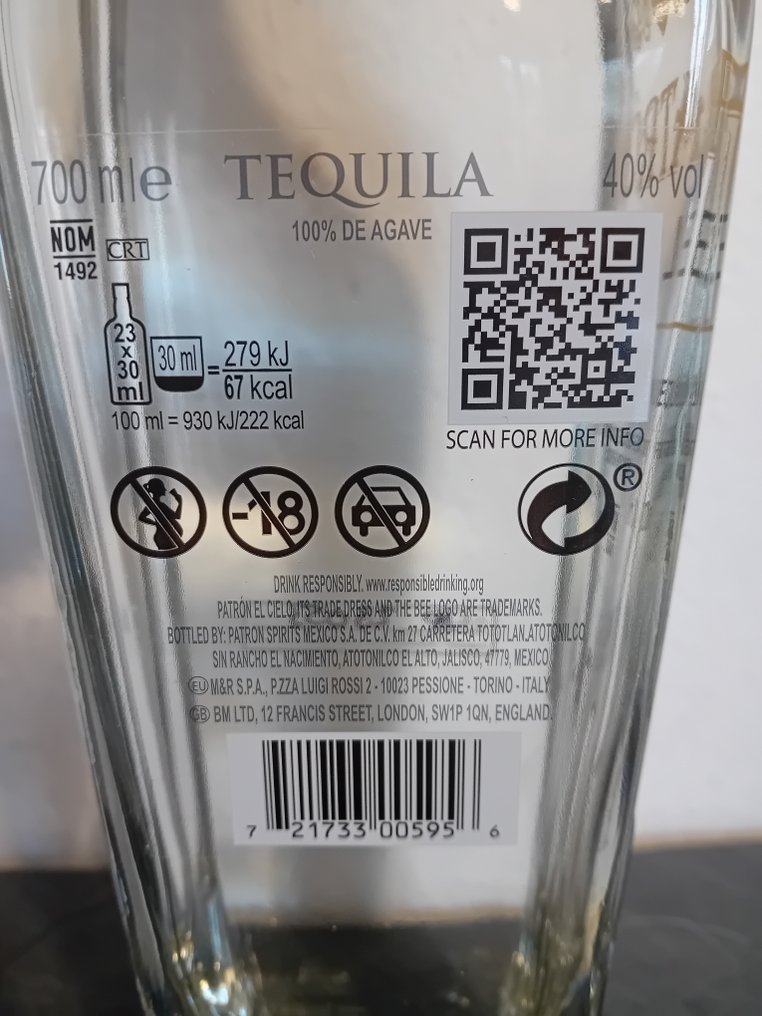 700 ml e TEQUILA 40% vol
100% DE AGAVE
NOM
1492
CRT
23
x
30
ml
30 ml
= 279 kJ
67 kcal
100 ml = 930 kJ/222 kcal
SCAN FOR MORE INFO
-18
®
DRINK RESPONSIBLY. www.responsibledrinking.org
PATRÓN EL CIELO, ITS TRADE DRESS AND THE BEE LOGO ARE TRADEMARKS.
BOTTLED BY: PATRON SPIRITS MEXICO S.A. DE C.V. km 27 CARRETERA TOTOTLAN, ATOTONILCO
SIN RANCHO EL NACIMIENTO, ATOTONILCO EL ALTO, JALISCO, 47779, MEXICO
EU M&R S.P.A., P.ZZA LUIGI ROSSI 2 - 10023 PESSIONE - TORINO - ITALY
GB BM LTD, 12 FRANCIS STREET, LONDON, SW1P 1QN, ENGLAND.
7 21733 00595 6